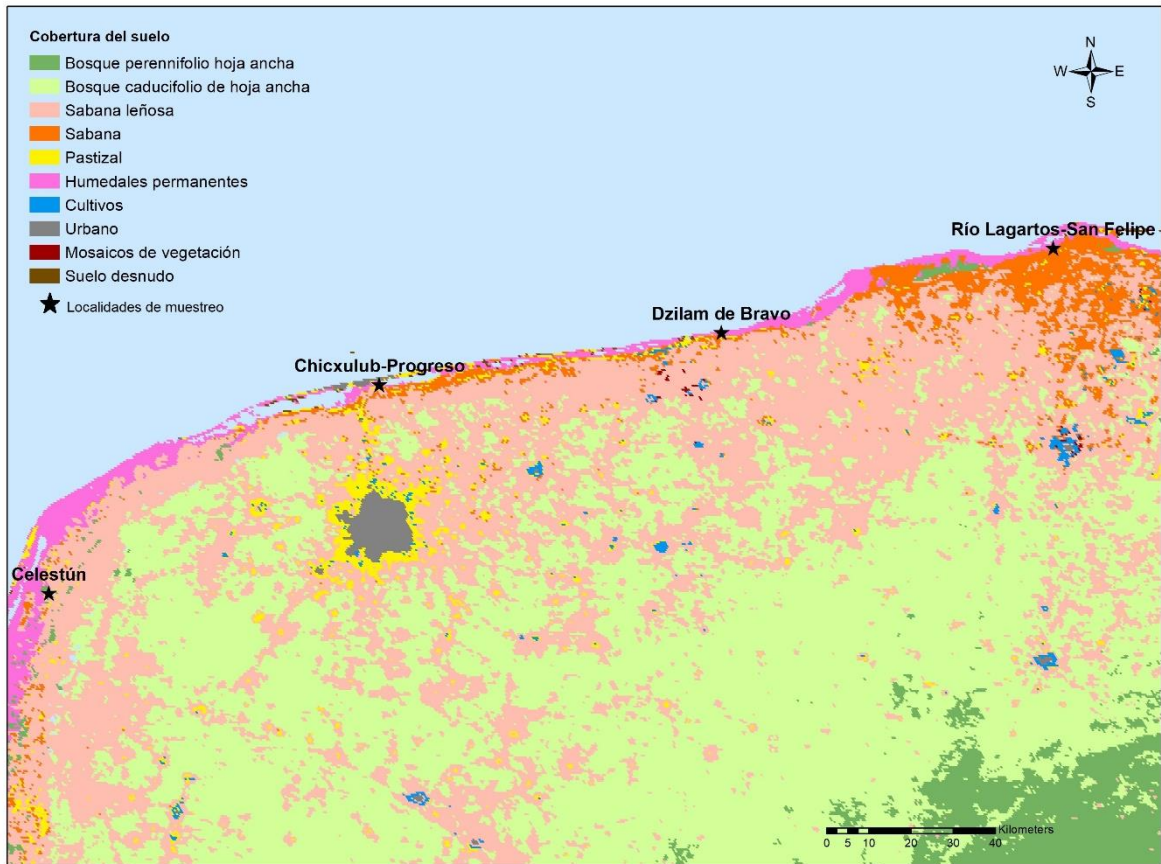 Cobertura del suelo
Bosque perennifolio hoja ancha
Bosque caducifolio de hoja ancha
Sabana leñosa
Sabana
Pastizal
Humedales permanentes
Cultivos
Urbano
Mosaicos de vegetación
Suelo desnudo
Localidades de muestreo
N
W E
S
Río Lagartos-San Felipe
Dzilam de Bravo
Chicxulub-Progreso
Celestún
Kilometers
0 5 10 20 30 40